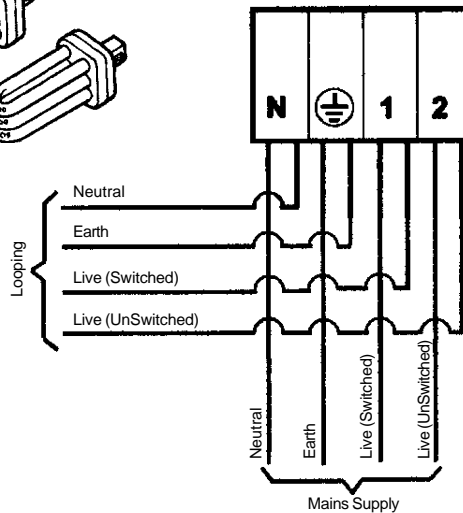 N 1 2
Neutral
Earth
Live (Switched)
Live (UnSwitched)
Looping
Neutral
Earth
Live (Switched)
Live (UnSwitched)
Mains Supply